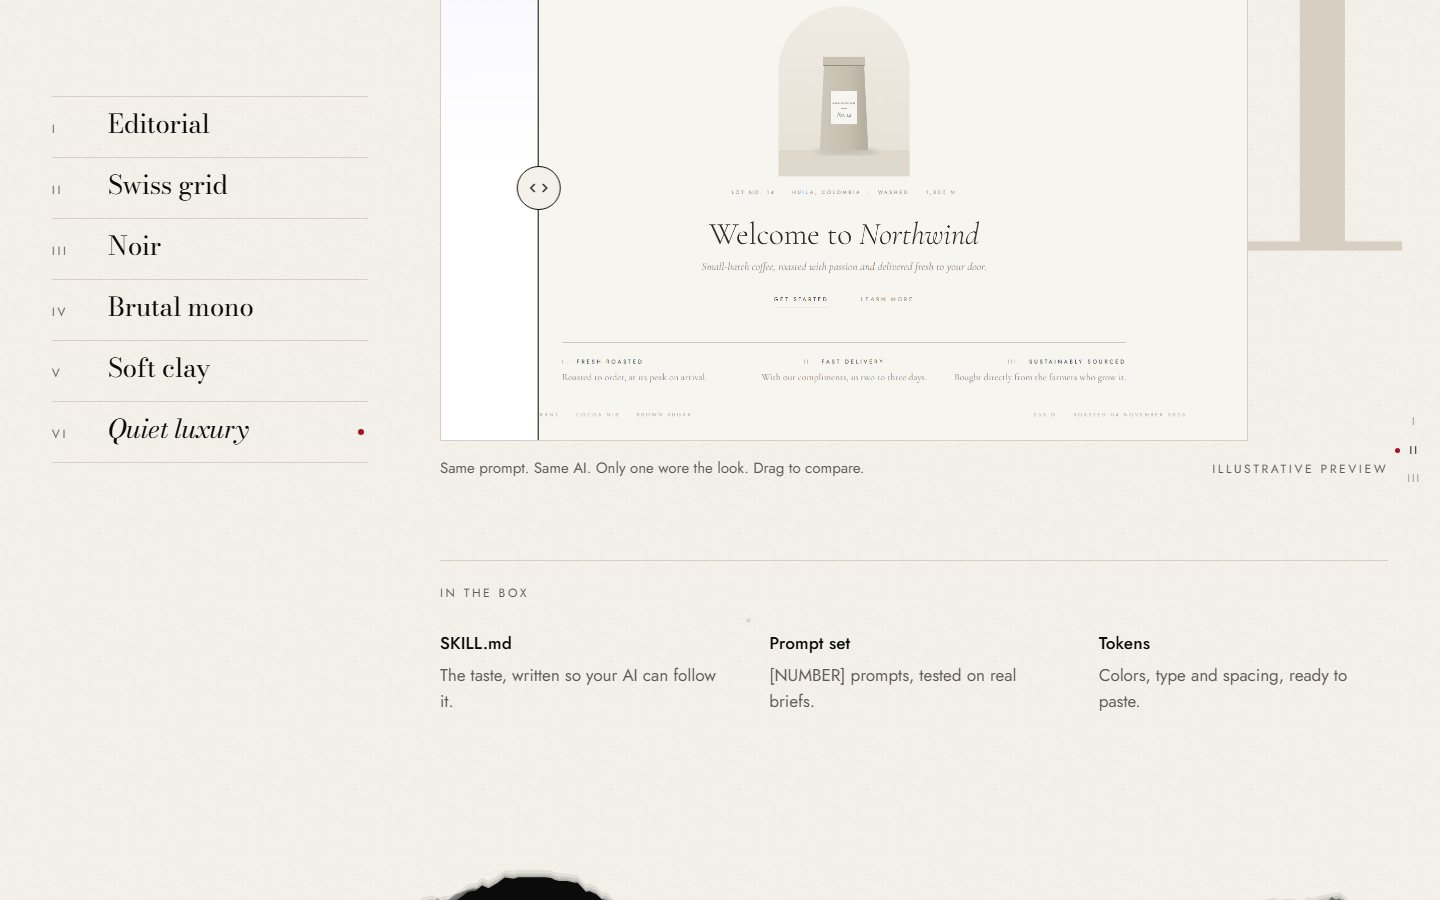 I Editorial
II Swiss grid
III Noir
IV Brutal mono
V Soft clay
VI Quiet luxury
No. 14
LOT NO. 14 · HUILA, COLOMBIA · WASHED · 1,850 M
Welcome to Northwind
Small-batch coffee, roasted with passion and delivered fresh to your door.
GET STARTED LEARN MORE
I. FRESH ROASTED
Roasted to order, at its peak on arrival.
II. FAST DELIVERY
With our compliments, in two to three days.
III. SUSTAINABLY SOURCED
Bought directly from the farmers who grow it.
RANT · COCOA NIB · BROWN SUGAR
250 G ROASTED 04 NOVEMBER 2026
Same prompt. Same AI. Only one wore the look. Drag to compare.
ILLUSTRATIVE PREVIEW
I
II
III
IN THE BOX
SKILL.md
The taste, written so your AI can follow
it.
Prompt set
[NUMBER] prompts, tested on real
briefs.
Tokens
Colors, type and spacing, ready to
paste.